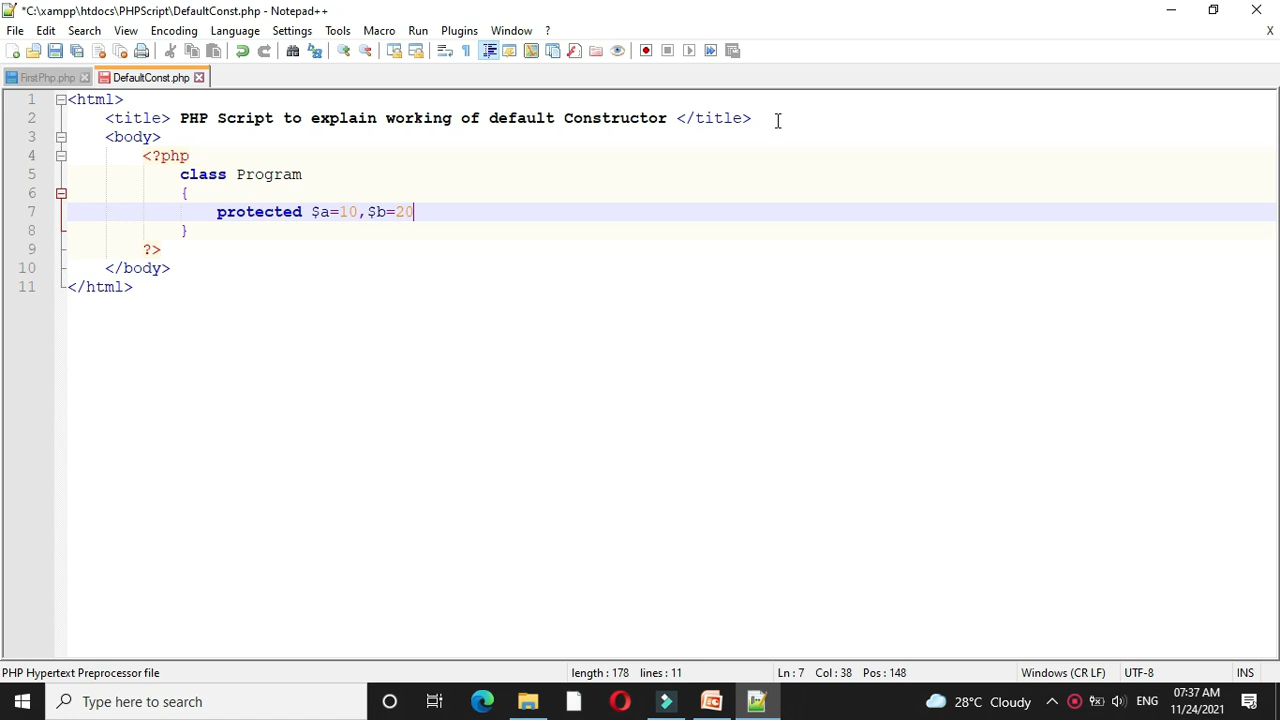 *C:\xampp\htdocs\PHPScript\DefaultConst.php - Notepad++
File Edit Search View Encoding Language Settings Tools Macro Run Plugins Window ? X
FirstPhp.php DefaultConst.php
1 <html>
2 <title> PHP Script to explain working of default Constructor </title>
3 <body>
4 <?php
5 class Program
6 {
7 protected $a=10,$b=20
8 }
9 ?>
10 </body>
11 </html>
PHP Hypertext Preprocessor file length : 178 lines : 11 Ln : 7 Col : 38 Pos : 148 Windows (CR LF) UTF-8 INS
Type here to search 28°C Cloudy ENG 07:37 AM
11/24/2021